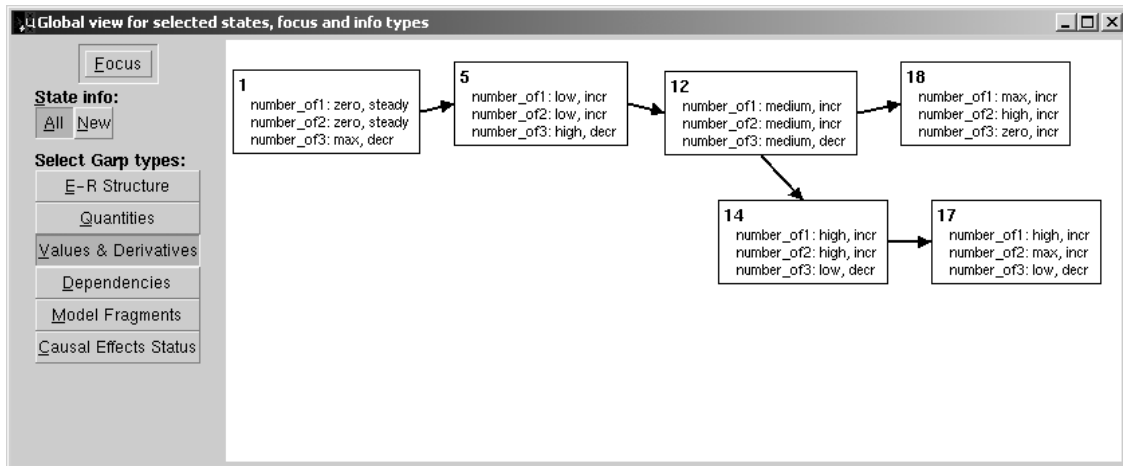 Global view for selected states, focus and info types
Focus
State info:
All New
Select Garp types:
E-R Structure
Quantities
Values & Derivatives
Dependencies
Model Fragments
Causal Effects Status
1
number_of1: zero, steady
number_of2: zero, steady
number_of3: max, decr
5
number_of1: low, incr
number_of2: low, incr
number_of3: high, decr
12
number_of1: medium, incr
number_of2: medium, incr
number_of3: medium, decr
18
number_of1: max, incr
number_of2: high, incr
number_of3: zero, incr
14
number_of1: high, incr
number_of2: high, incr
number_of3: low, decr
17
number_of1: high, incr
number_of2: max, incr
number_of3: low, decr